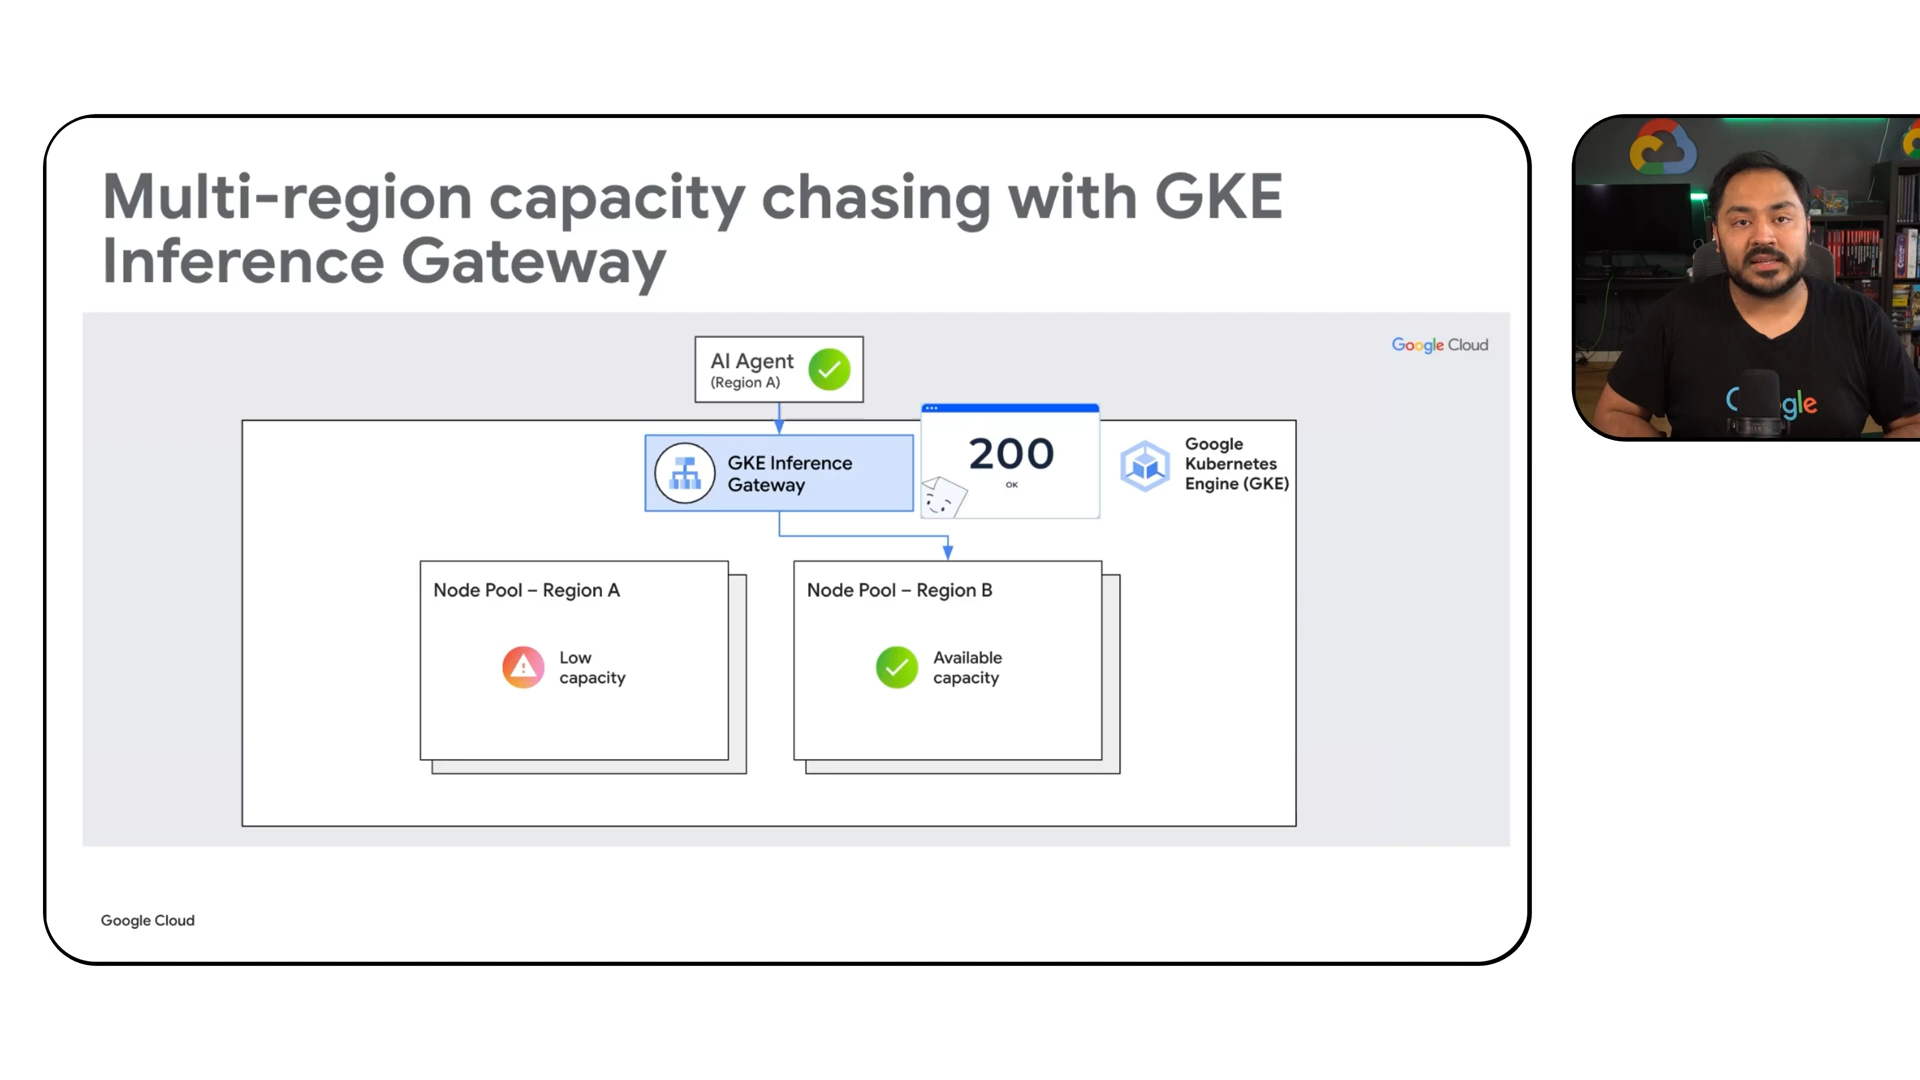 Multi-region capacity chasing with GKE
Inference Gateway
Google Cloud
AI Agent
(Region A)
GKE Inference
Gateway
200
OK
Google
Kubernetes
Engine (GKE)
Node Pool – Region A
Low
capacity
Node Pool – Region B
Available
capacity
Google Cloud